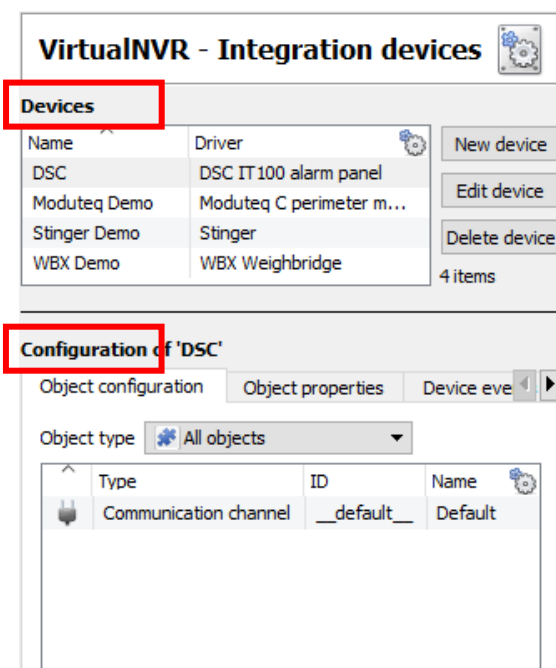 VirtualNVR - Integration devices
Devices
Name Driver
DSC DSC IT100 alarm panel
New device
Moduteq Demo Moduteq C perimeter m...
Edit device
Stinger Demo Stinger
Delete device
WBX Demo WBX Weighbridge
4 items
Configuration of 'DSC'
Object configuration Object properties Device eve
Object type All objects
Type ID Name
Communication channel __default__ Default